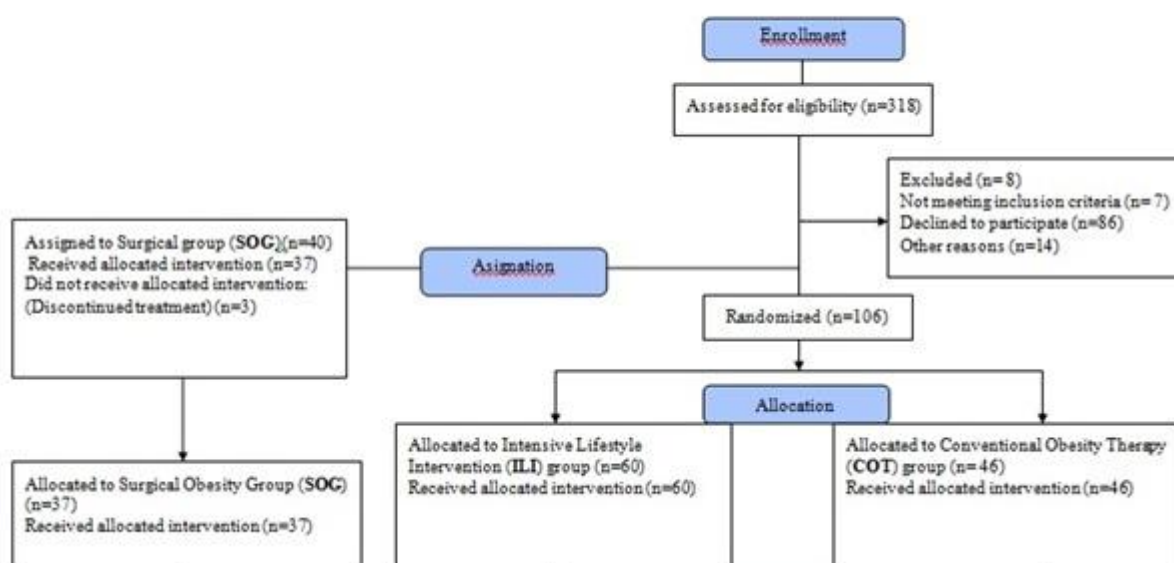 Enrollment
Assessed for eligibility (n=318)
Excluded (n= 8)
Not meeting inclusion criteria (n= 7)
Declined to participate (n=86)
Other reasons (n=14)
Assigned to Surgical group (SOG)(n=40)
Received allocated intervention (n=37)
Did not receive allocated intervention:
(Discontinued treatment) (n=3)
Asignation
Randomized (n=106)
Allocation
Allocated to Surgical Obesity Group (SOG)
(n=37)
Received allocated intervention (n=37)
Allocated to Intensive Lifestyle
Intervention (ILI) group (n=60)
Received allocated intervention (n=60)
Allocated to Conventional Obesity Therapy
(COT) group (n= 46)
Received allocated intervention (n=46)